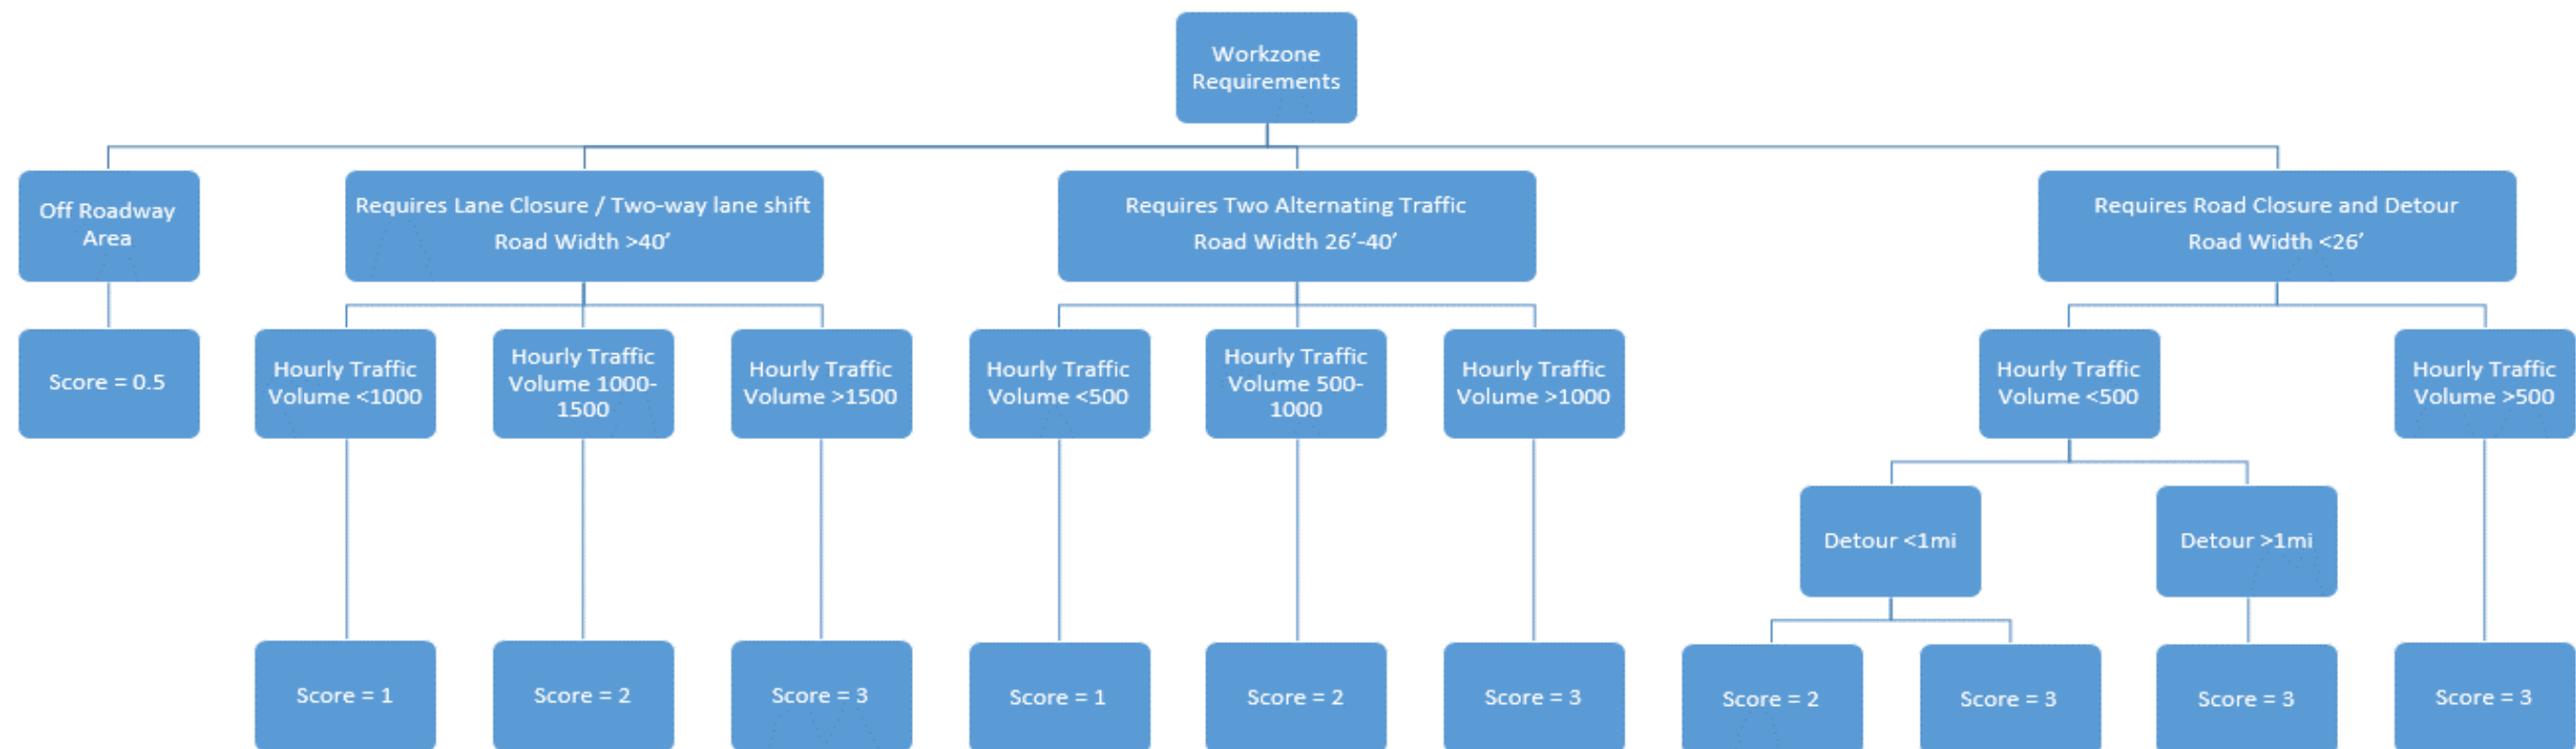 Workzone
Requirements
Off Roadway
Area
Requires Lane Closure / Two-way lane shift
Road Width >40’
Requires Two Alternating Traffic
Road Width 26’-40’
Requires Road Closure and Detour
Road Width <26’
Score = 0.5
Hourly Traffic
Volume <1000
Hourly Traffic
Volume 1000-
1500
Hourly Traffic
Volume >1500
Hourly Traffic
Volume <500
Hourly Traffic
Volume 500-
1000
Hourly Traffic
Volume >1000
Hourly Traffic
Volume <500
Hourly Traffic
Volume >500
Detour <1mi
Detour >1mi
Score = 1
Score = 2
Score = 3
Score = 1
Score = 2
Score = 3
Score = 2
Score = 3
Score = 3
Score = 3